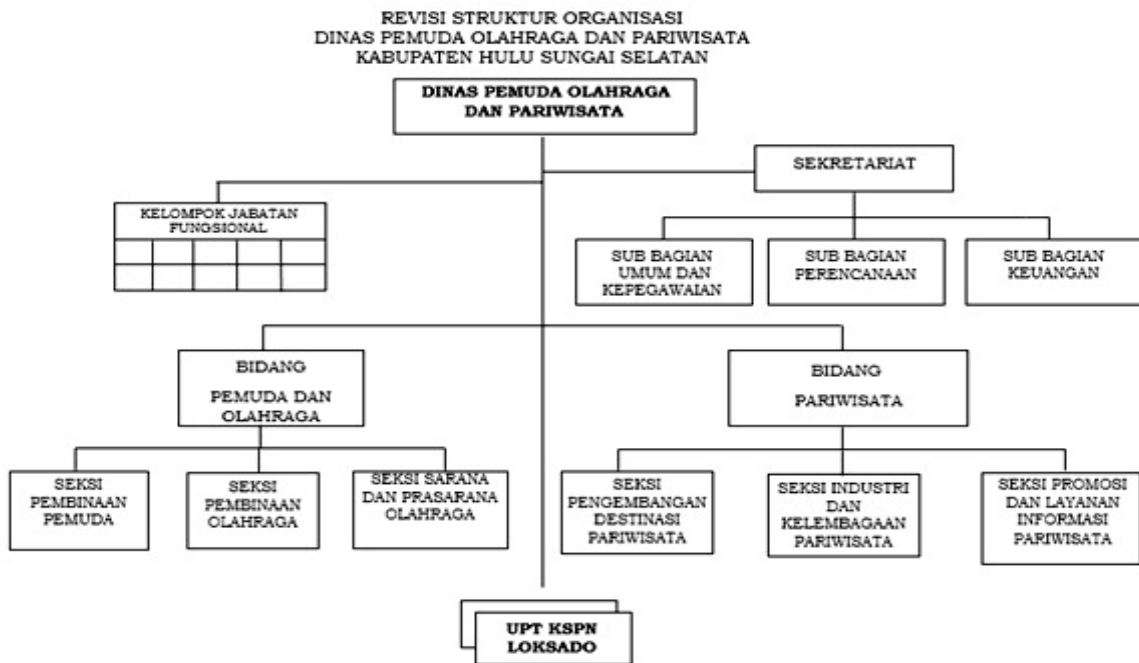 REVISI STRUKTUR ORGANISASI
DINAS PEMUDA OLAHRAGA DAN PARIWISATA
KABUPATEN HULU SUNGAI SELATAN
DINAS PEMUDA OLAHRAGA
DAN PARIWISATA
SEKRETARIAT
KELOMPOK JABATAN
FUNGSIONAL
SUB BAGIAN
UMUM DAN
KEPEGAWAIAN
SUB BAGIAN
PERENCANAAN
SUB BAGIAN
KEUANGAN
BIDANG
PEMUDA DAN
OLAHRAGA
BIDANG
PARIWISATA
SEKSI
PEMBINAAN
PEMUDA
SEKSI
PEMBINAAN
OLAHRAGA
SEKSI SARANA
DAN PRASARANA
OLAHRAGA
SEKSI
PENGEMBANGAN
DESTINASI
PARIWISATA
SEKSI INDUSTRI
DAN
KELEMBAGAAN
PARIWISATA
SEKSI PROMOSI
DAN LAYANAN
INFORMASI
PARIWISATA
UPT KSPN
LOKSADO